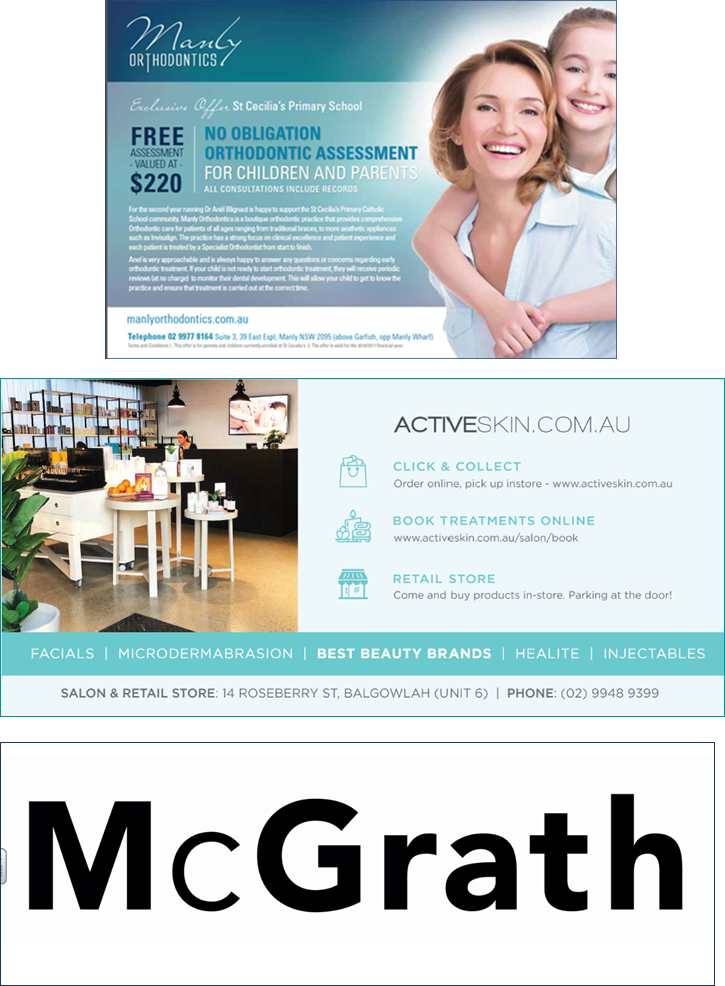 Manly
ORTHODONTICS
Exclusive Offer St Cecilia's Primary School
FREE
ASSESSMENT
- VALUED AT -
$220
NO OBLIGATION
ORTHODONTIC ASSESSMENT
FOR CHILDREN AND PARENTS
ALL CONSULTATIONS INCLUDE RECORDS
For the second year running Dr Anél Blignaut is happy to support the St Cecilia's Primary Catholic
School community. Manly Orthodontics is a boutique orthodontic practice that provides comprehensive
Orthodontic care for patients of all ages ranging from traditional braces, to more aesthetic appliances
such as Invisalign. The practice has a strong focus on clinical excellence and patient experience and
each patient is treated by a Specialist Orthodontist from start to finish.
Anel is very approachable and is always happy to answer any questions or concerns regarding early
orthodontic treatment. If your child is not ready to start orthodontic treatment, they will receive periodic
reviews (at no charge) to monitor their dental development. This will allow your child to get to know the
practice and ensure that treatment is carried out at the correct time.
manlyorthodontics.com.au
Telephone 02 9977 8164 Suite 3, 39 East Espl, Manly NSW 2095 (above Garfish, opp Manly Wharf)
Terms and Conditions 1. This offer is for parents and children currently enrolled at St Cecilia's 2. The offer is valid for the 2016/2017 financial year
ACTIVESKIN.COM.AU
CLICK & COLLECT
Order online, pick up instore - www.activeskin.com.au
BOOK TREATMENTS ONLINE
www.activeskin.com.au/salon/book
RETAIL STORE
Come and buy products in-store. Parking at the door!
FACIALS | MICRODERMABRASION | BEST BEAUTY BRANDS | HEALITE | INJECTABLES
SALON & RETAIL STORE: 14 ROSEBERRY ST, BALGOWLAH (UNIT 6) | PHONE: (02) 9948 9399
McGrath